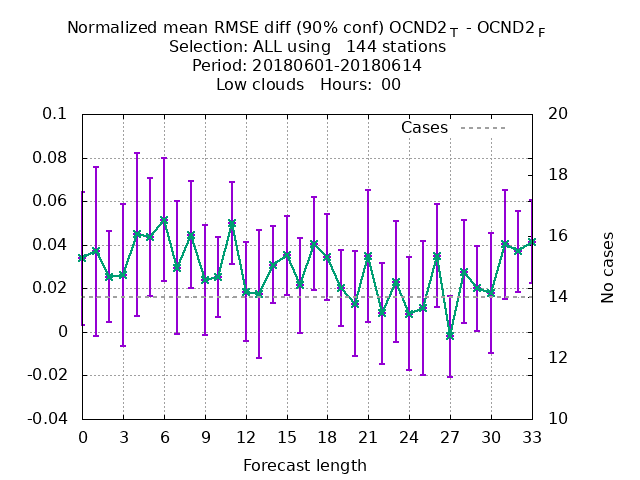 Normalized mean RMSE diff (90% conf) OCND2 T - OCND2 F
Selection: ALL using 144 stations
Period: 20180601-20180614
Low clouds Hours: 00
0.1
0.08
0.06
0.04
0.02
0
-0.02
-0.04
Cases
20
18
16
14
12
10
No cases
0 3 6 9 12 15 18 21 24 27 30 33
Forecast length